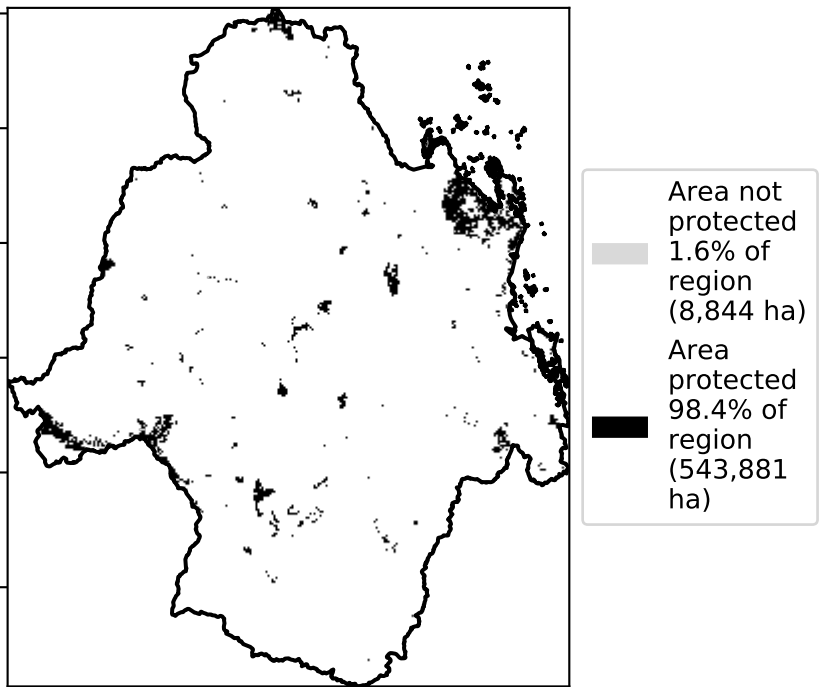 Area not
protected
1.6% of
region
(8,844 ha)
Area
protected
98.4% of
region
(543,881
ha)